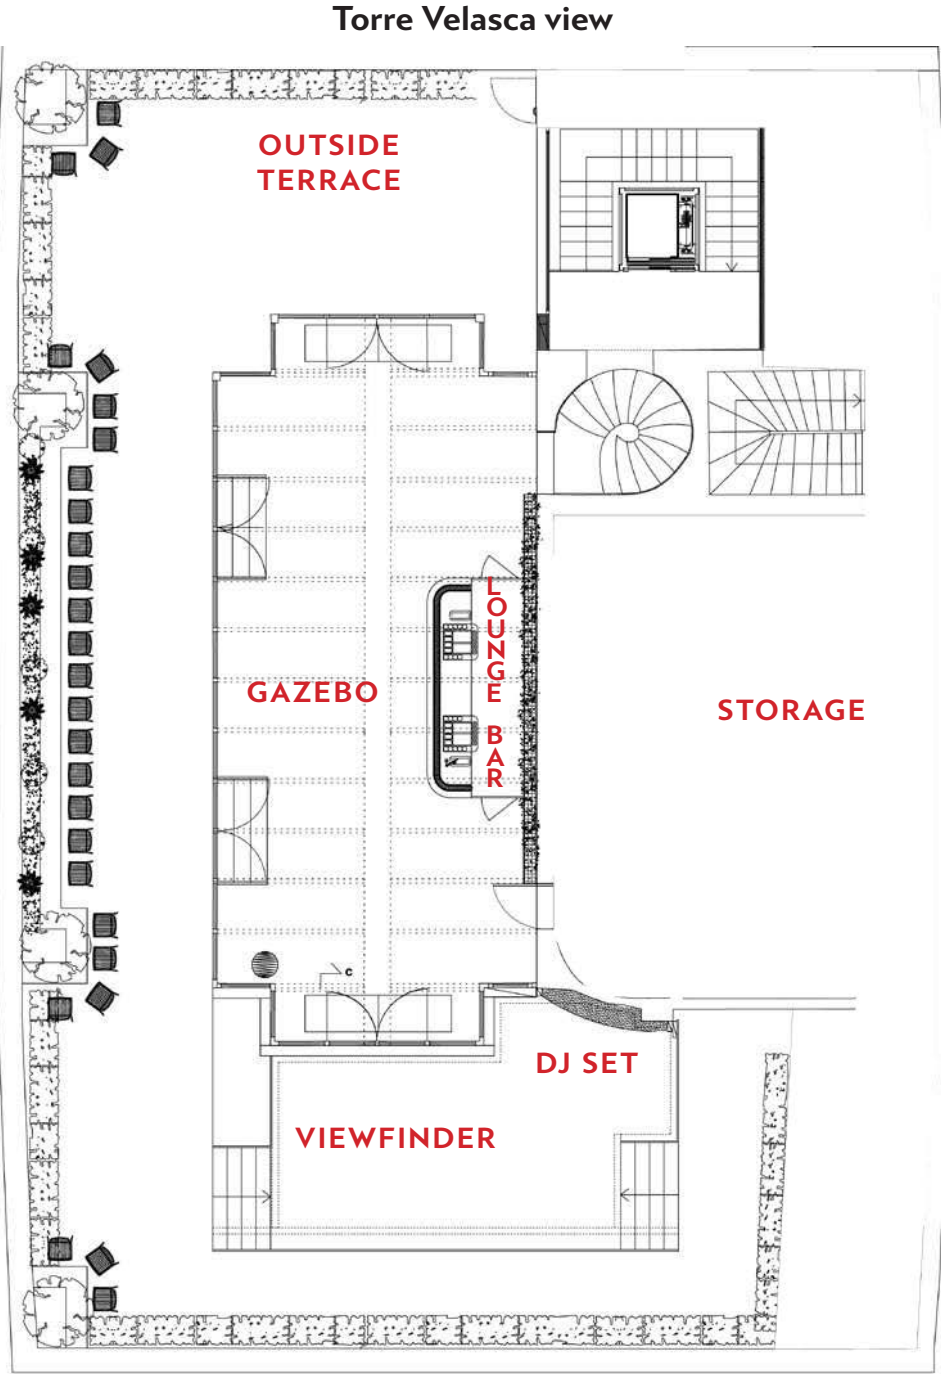 Torre Velasca view
OUTSIDE
TERRACE
LOUNGE BAR
GAZEBO
STORAGE
C
DJ SET
VIEWFINDER